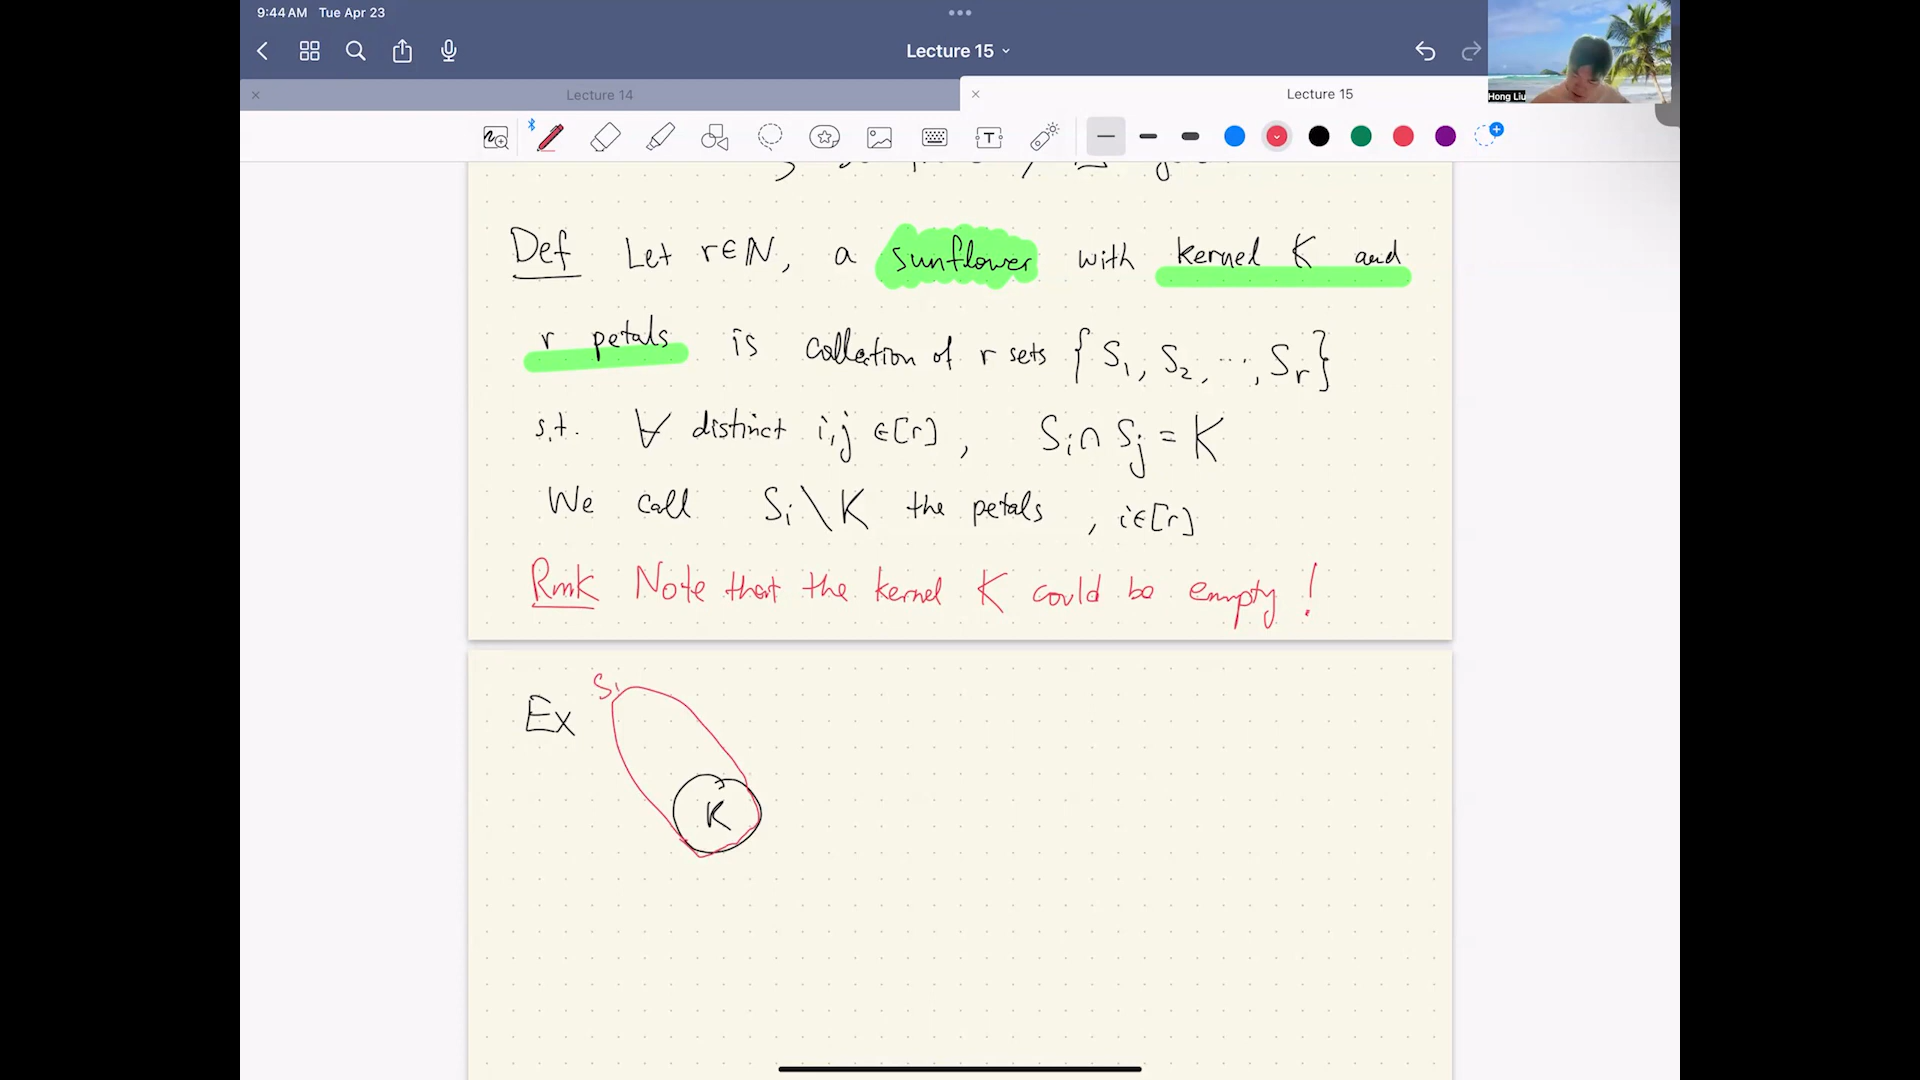 9:44 AM Tue Apr 23
Lecture 15
Hong Liu
Lecture 14
Lecture 15
Def Let r∈ℕ, a sunflower with kernel K and
r petals is collection of r sets { S₁, S₂, ..., Sᵣ }
s.t. ∀ distinct i,j ∈[r], Sᵢ∩ Sⱼ = K
We call Sᵢ \ K the petals, i∈[r]
Rmk Note that the kernel K could be empty!
S₁
Ex
K